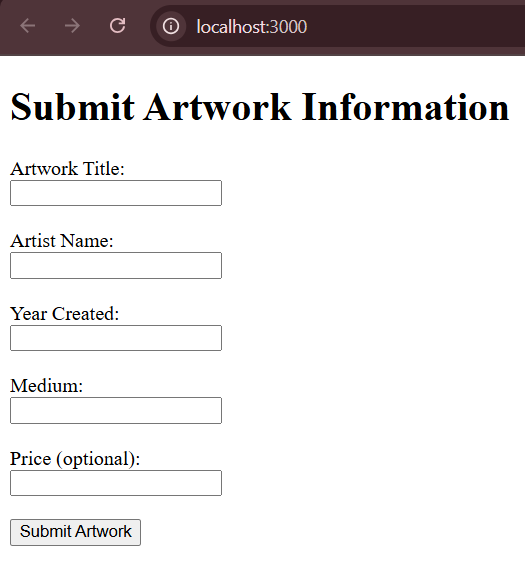 localhost:3000
Submit Artwork Information
Artwork Title:
Artist Name:
Year Created:
Medium:
Price (optional):
Submit Artwork